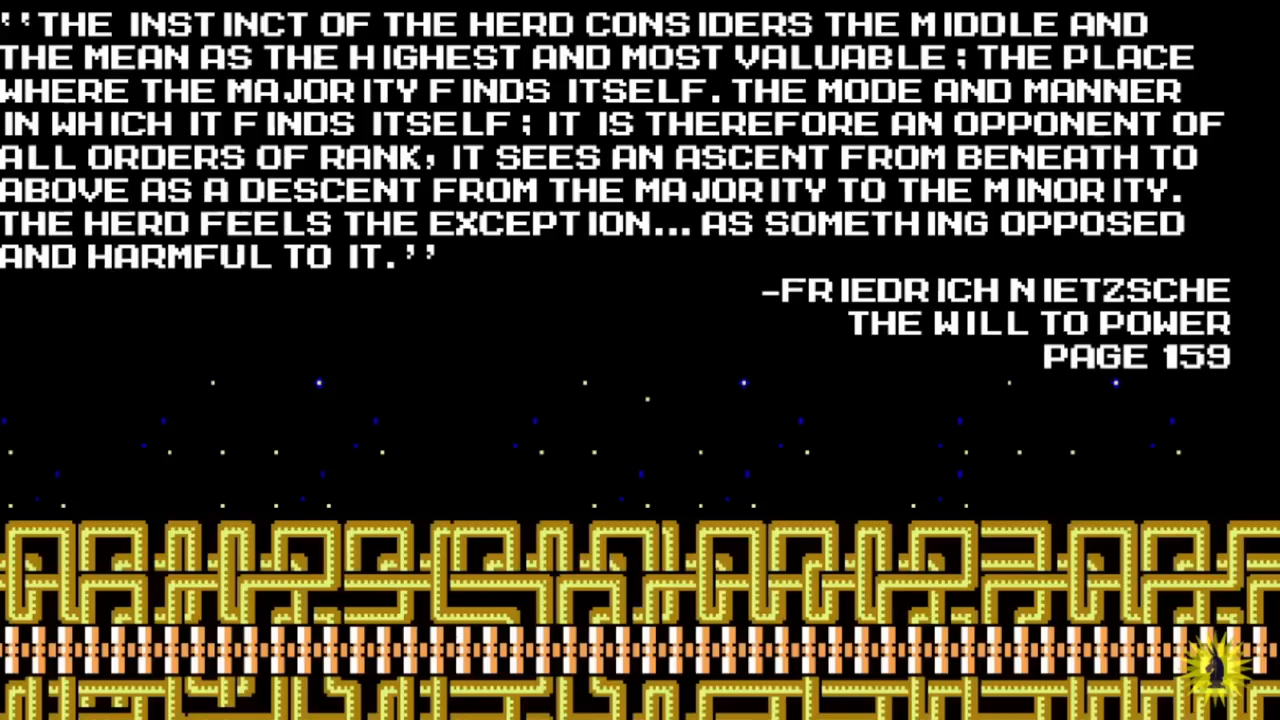 ''THE INSTINCT OF THE HERD CONSIDERS THE MIDDLE AND
THE MEAN AS THE HIGHEST AND MOST VALUABLE; THE PLACE
WHERE THE MAJORITY FINDS ITSELF. THE MODE AND MANNER
IN WHICH IT FINDS ITSELF; IT IS THEREFORE AN OPPONENT OF
ALL ORDERS OF RANK, IT SEES AN ASCENT FROM BENEATH TO
ABOVE AS A DESCENT FROM THE MAJORITY TO THE MINORITY.
THE HERD FEELS THE EXCEPTION... AS SOMETHING OPPOSED
AND HARMFUL TO IT.''
-FRIEDRICH NIETZSCHE
THE WILL TO POWER
PAGE 159